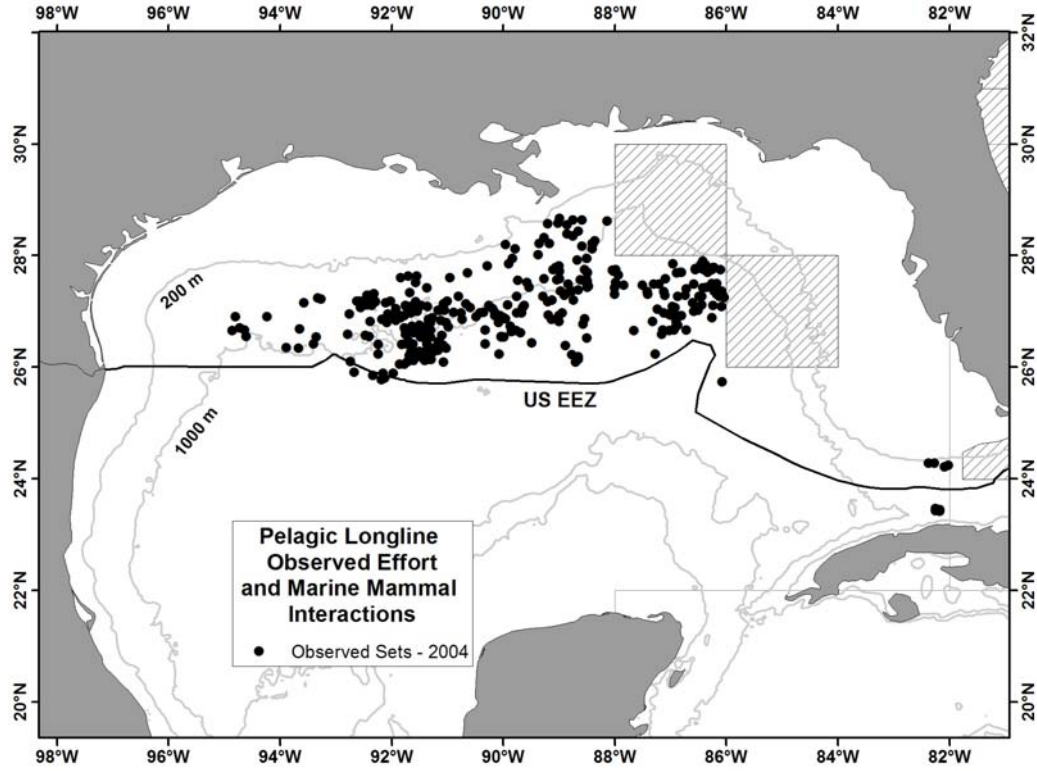 98°W 96°W 94°W 92°W 90°W 88°W 86°W 84°W 82°W
32°N
30°N 30°N
28°N 28°N
200 m
26°N 26°N
US EEZ
1000 m
24°N 24°N
Pelagic Longline
Observed Effort
and Marine Mammal
Interactions
22°N 22°N
Observed Sets - 2004
20°N 20°N
98°W 96°W 94°W 92°W 90°W 88°W 86°W 84°W 82°W